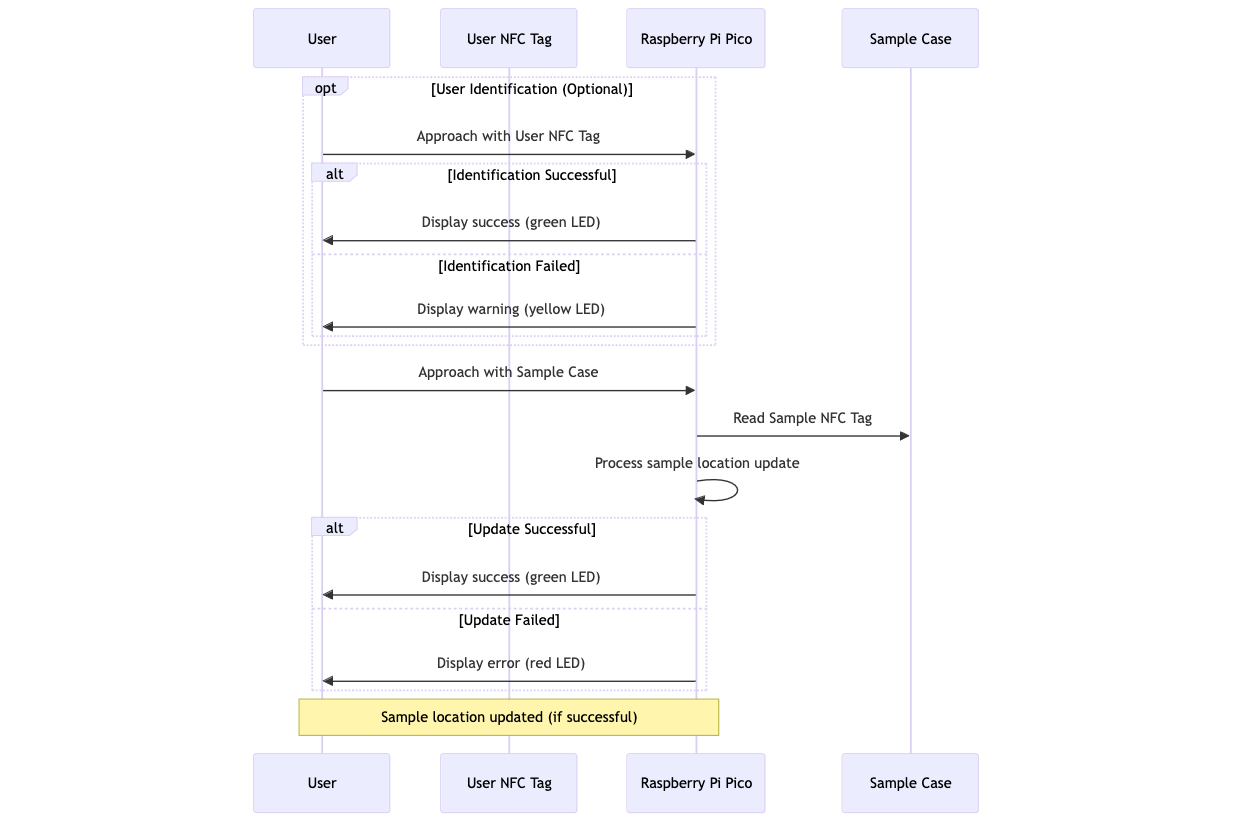 User
User NFC Tag
Raspberry Pi Pico
Sample Case
opt
[User Identification (Optional)]
Approach with User NFC Tag
alt
[Identification Successful]
Display success (green LED)
[Identification Failed]
Display warning (yellow LED)
Approach with Sample Case
Read Sample NFC Tag
Process sample location update
alt
[Update Successful]
Display success (green LED)
[Update Failed]
Display error (red LED)
Sample location updated (if successful)
User
User NFC Tag
Raspberry Pi Pico
Sample Case